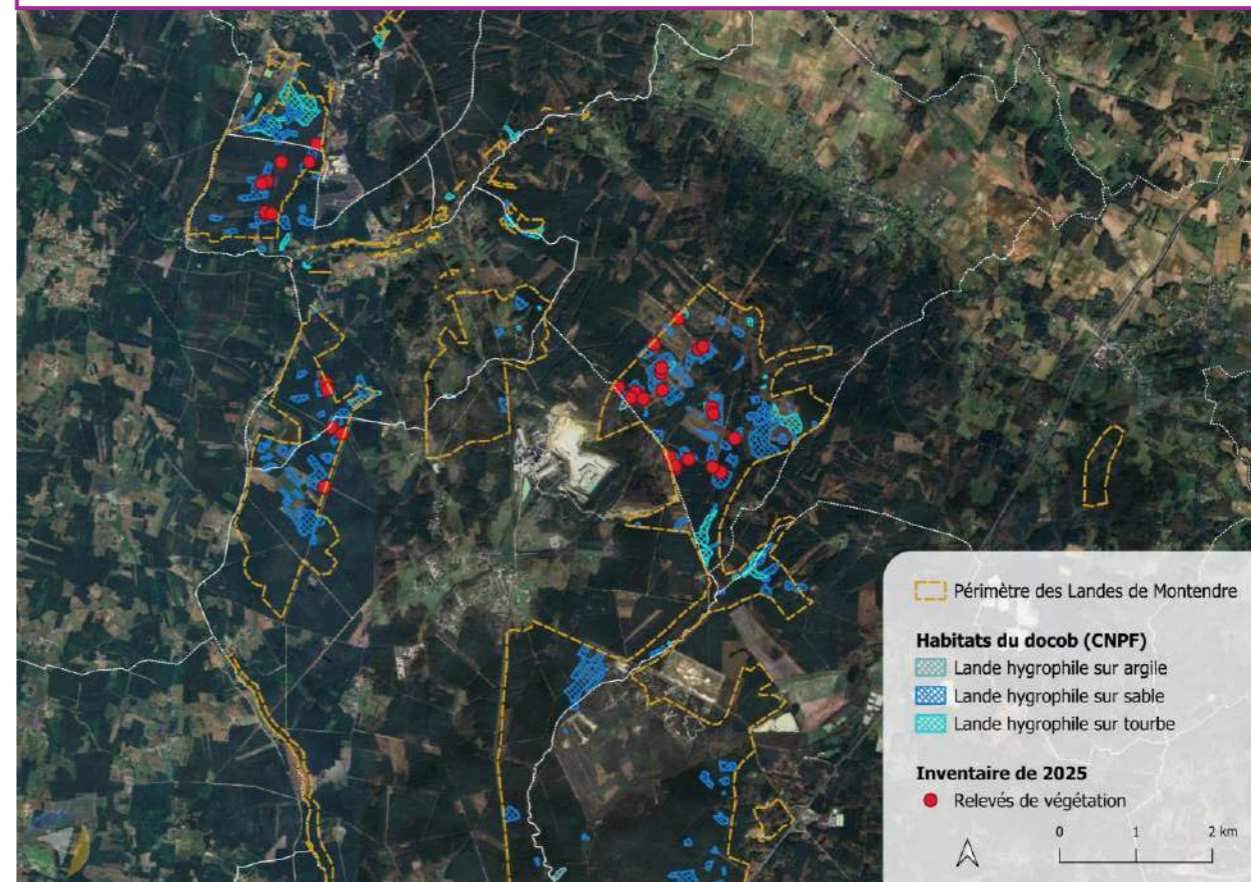 Périmètre des Landes de Montendre
Habitats du docob (CNPF)
Lande hygrophile sur argile
Lande hygrophile sur sable
Lande hygrophile sur tourbe
Inventaire de 2025
Relevés de végétation
0 1 2 km